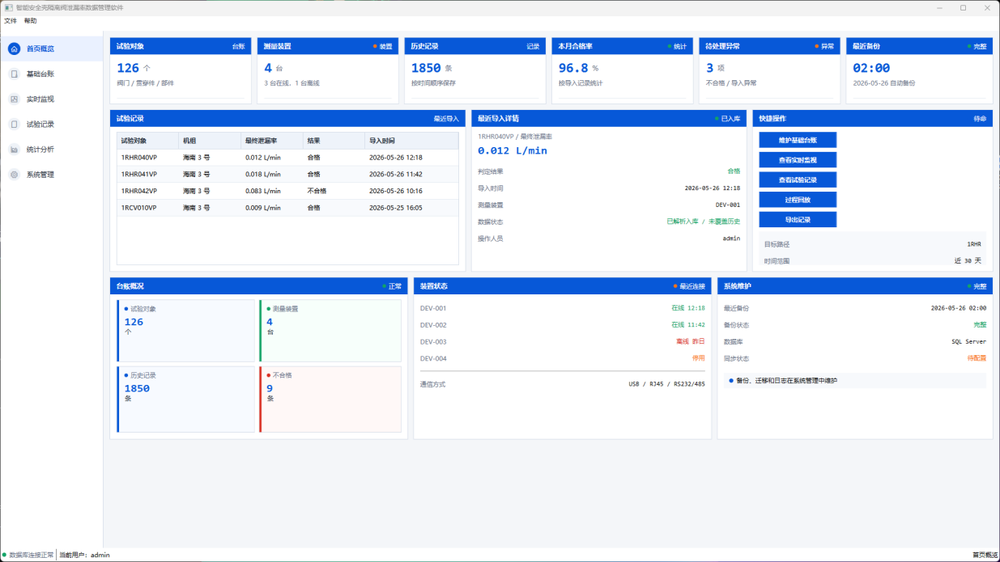 智能安全壳隔离阀泄漏率数据管理软件
文件 帮助
首页概览
基础台账
实时监视
试验记录
统计分析
系统管理
试验对象 台账
126 个
阀门 / 贯穿件 / 部件
测量装置 装置
4 台
3 台在线，1 台离线
历史记录 记录
1850 条
按时间顺序保存
本月合格率 统计
96.8 %
按导入记录统计
待处理异常 异常
3 项
不合格 / 导入异常
最近备份 完整
02:00
2026-05-26 自动备份
试验记录 最近导入
试验对象 机组 最终泄漏率 结果 导入时间
1RHR040VP 海南 3 号 0.012 L/min 合格 2026-05-26 12:18
1RHR041VP 海南 3 号 0.018 L/min 合格 2026-05-26 11:42
1RHR042VP 海南 3 号 0.083 L/min 不合格 2026-05-26 10:16
1RCV010VP 海南 3 号 0.009 L/min 合格 2026-05-25 16:05
最近导入详情 已入库
1RHR040VP / 最终泄漏率
0.012 L/min
判定结果 合格
导入时间 2026-05-26 12:18
测量装置 DEV-001
数据状态 已解析入库 / 未覆盖历史
操作人员 admin
快捷操作 待命
维护基础台账
查看实时监视
查看试验记录
过程回放
导出记录
目标路径 1RHR
时间范围 近 30 天
台账概况 正常
试验对象
126
个
测量装置
4
台
历史记录
1850
条
不合格
9
条
装置状态 最近连接
DEV-001 在线 12:18
DEV-002 在线 11:42
DEV-003 离线 昨日
DEV-004 停用
通信方式 USB / RJ45 / RS232/485
系统维护 完整
最近备份 2026-05-26 02:00
备份状态 完整
数据库 SQL Server
同步状态 待配置
备份、迁移和日志在系统管理中维护
数据库连接正常 当前用户: admin 首页概览